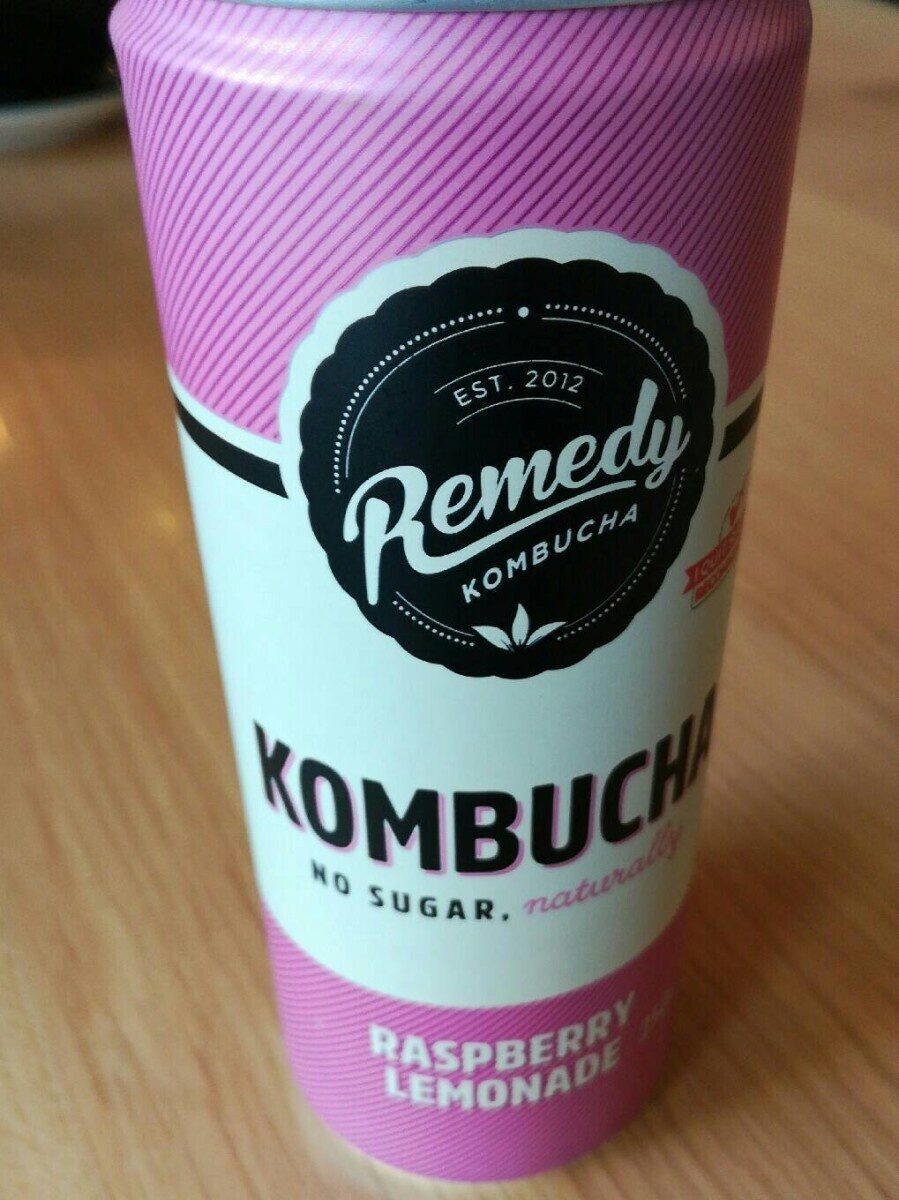 EST. 2012
Remedy
KOMBUCHA
KOMBUCHA
NO SUGAR, naturally
RASPBERRY
LEMONADE